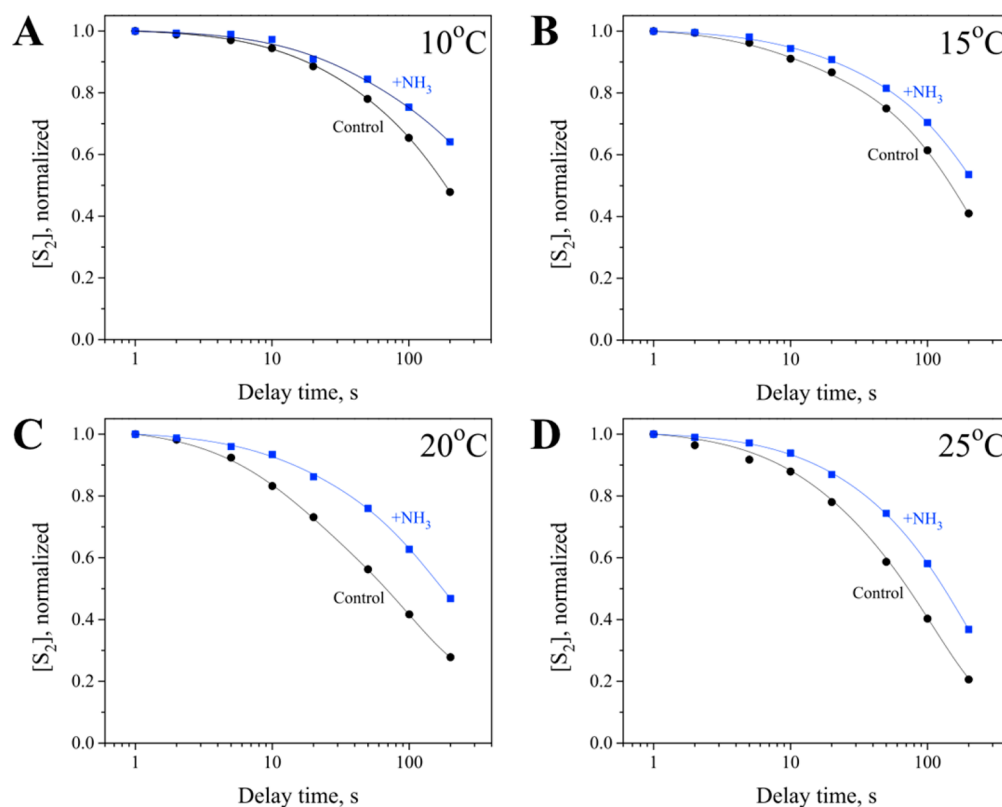 A
10°C
1.0
0.8
0.6
0.4
0.2
0.0
[S₂], normalized
+NH₃
Control
1
10
100
Delay time, s
B
15°C
1.0
0.8
0.6
0.4
0.2
0.0
[S₂], normalized
+NH₃
Control
1
10
100
Delay time, s
C
20°C
1.0
0.8
0.6
0.4
0.2
0.0
[S₂], normalized
+NH₃
Control
1
10
100
Delay time, s
D
25°C
1.0
0.8
0.6
0.4
0.2
0.0
[S₂], normalized
+NH₃
Control
1
10
100
Delay time, s